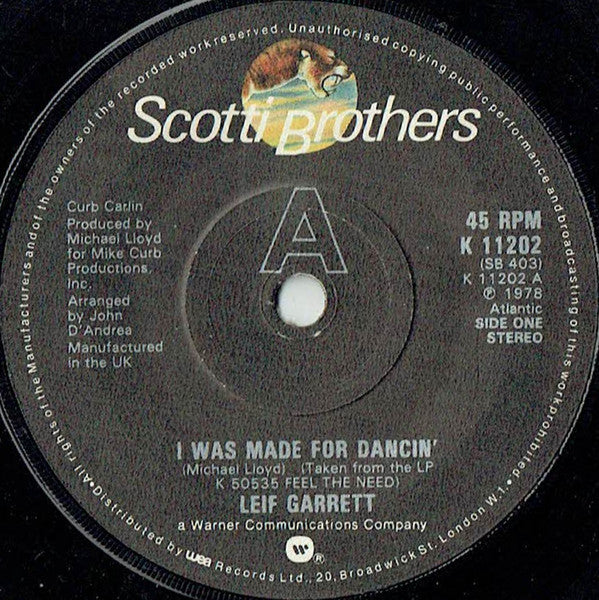 All rights of the Manufacturers and of the owners of the recorded work reserved. Unauthorised copying public performance and broadcasting of this work prohibited.
Scotti Brothers
A
Curb Carlin
Produced by
Michael Lloyd
for Mike Curb
Productions,
Inc.
Arranged
by John
D'Andrea
Manufactured
in the UK
45 RPM
K 11202
(SB 403)
K 11202 A
℗ 1978
Atlantic
SIDE ONE
STEREO
I WAS MADE FOR DANCIN'
(Michael Lloyd) (Taken from the LP
K 50535 FEEL THE NEED)
LEIF GARRETT
a Warner Communications Company
W ®
•Distributed by wea Records Ltd., 20, Broadwick St. London W.1.•